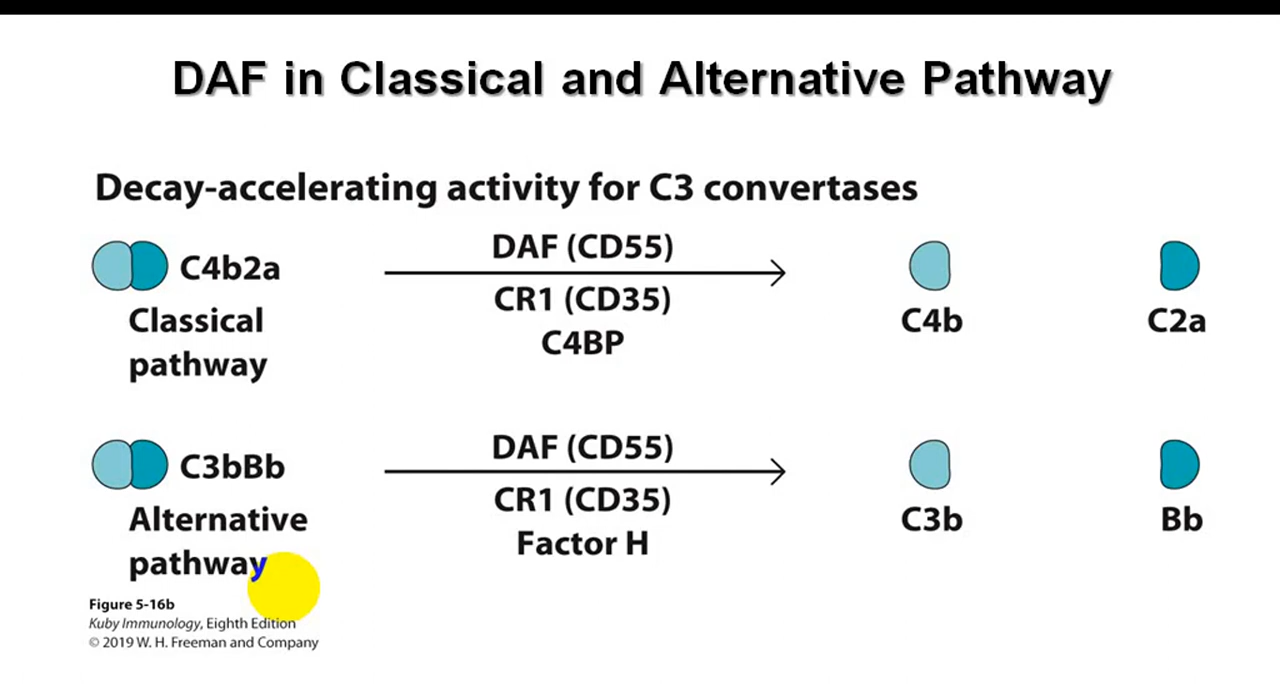 DAF in Classical and Alternative Pathway
Decay-accelerating activity for C3 convertases
C4b2a
Classical
pathway
DAF (CD55)
CR1 (CD35)
C4BP
C4b
C2a
C3bBb
Alternative
pathway
DAF (CD55)
CR1 (CD35)
Factor H
C3b
Bb
Figure 5-16b
Kuby Immunology, Eighth Edition
© 2019 W. H. Freeman and Company